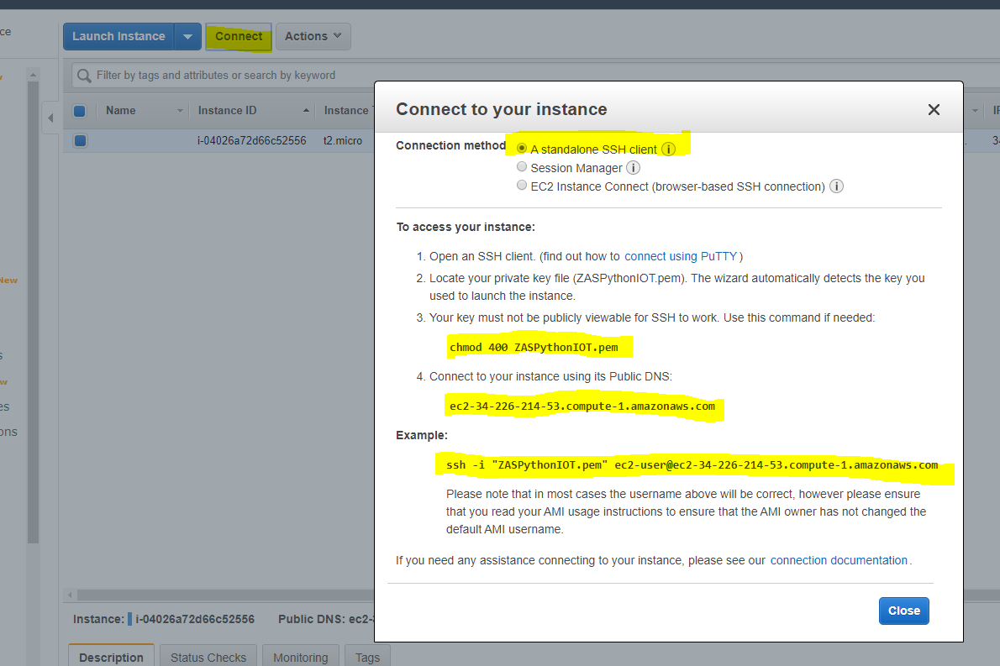 ce
Launch Instance
Connect
Actions
Filter by tags and attributes or search by keyword
Name
Instance ID
Instance
i-04026a72d66c52556
t2.micro
New
es
ons
Connect to your instance
Connection method
A standalone SSH client
Session Manager
EC2 Instance Connect (browser-based SSH connection)
To access your instance:
1. Open an SSH client. (find out how to connect using PuTTY )
2. Locate your private key file (ZASPythonIOT.pem). The wizard automatically detects the key you
used to launch the instance.
3. Your key must not be publicly viewable for SSH to work. Use this command if needed:
chmod 400 ZASPythonIOT.pem
4. Connect to your instance using its Public DNS:
ec2-34-226-214-53.compute-1.amazonaws.com
Example:
ssh -i "ZASPythonIOT.pem" ec2-user@ec2-34-226-214-53.compute-1.amazonaws.com
Please note that in most cases the username above will be correct, however please ensure
that you read your AMI usage instructions to ensure that the AMI owner has not changed the
default AMI username.
If you need any assistance connecting to your instance, please see our connection documentation .
Close
Instance: i-04026a72d66c52556
Public DNS: ec2-
Description
Status Checks
Monitoring
Tags